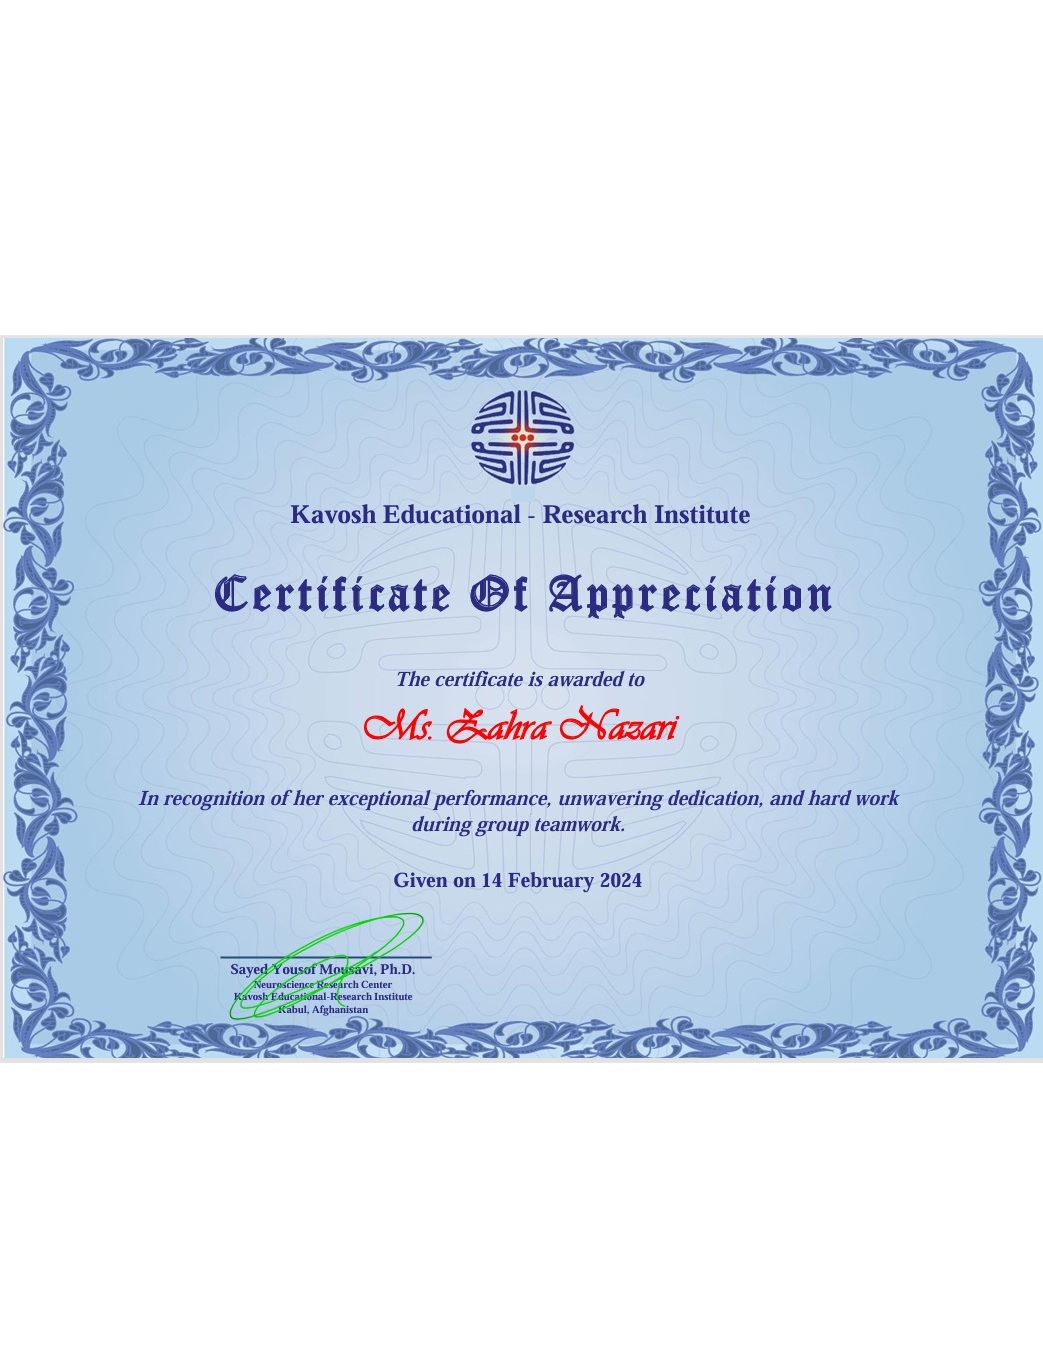 Kavosh Educational - Research Institute
Certificate Of Appreciation
The certificate is awarded to
Ms. Zahra Nazari
In recognition of her exceptional performance, unwavering dedication, and hard work
during group teamwork.
Given on 14 February 2024
Sayed Yousof Mousavi, Ph.D.
Neuroscience Research Center
Kavosh Educational-Research Institute
Kabul, Afghanistan